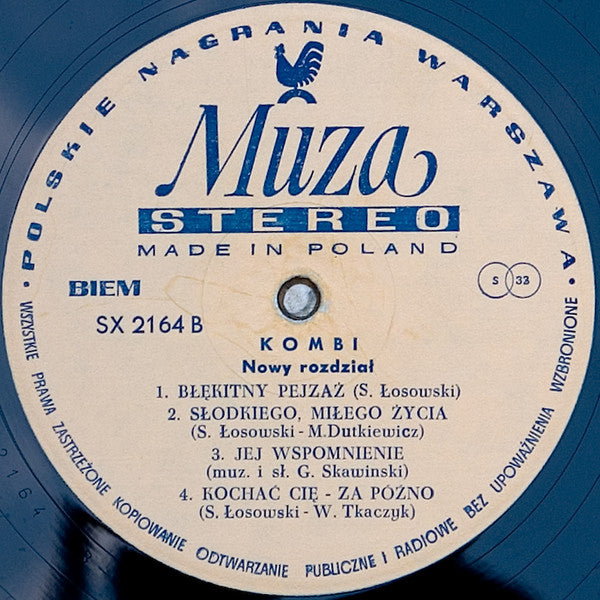 • POLSKIE NAGRANIA WARSZAWA •
Muza
STEREO
MADE IN POLAND
BIEM
S 33
SX 2164 B
KOMBI
Nowy rozdział
1. BŁĘKITNY PEJZAŻ (S. Łosowski)
2. SŁODKIEGO, MIŁEGO ŻYCIA
(S. Łosowski - M.Dutkiewicz)
3. JEJ WSPOMNIENIE
(muz. i sł. G. Skawinski)
4. KOCHAĆ CIĘ - ZA PÓŹNO
(S. Łosowski - W. Tkaczyk)
WSZYSTKIE PRAWA ZASTRZEŻONE KOPIOWANIE ODTWARZANIE PUBLICZNE I RADIOWE BEZ UPOWAŻNIENIA WZBRONIONE
2164